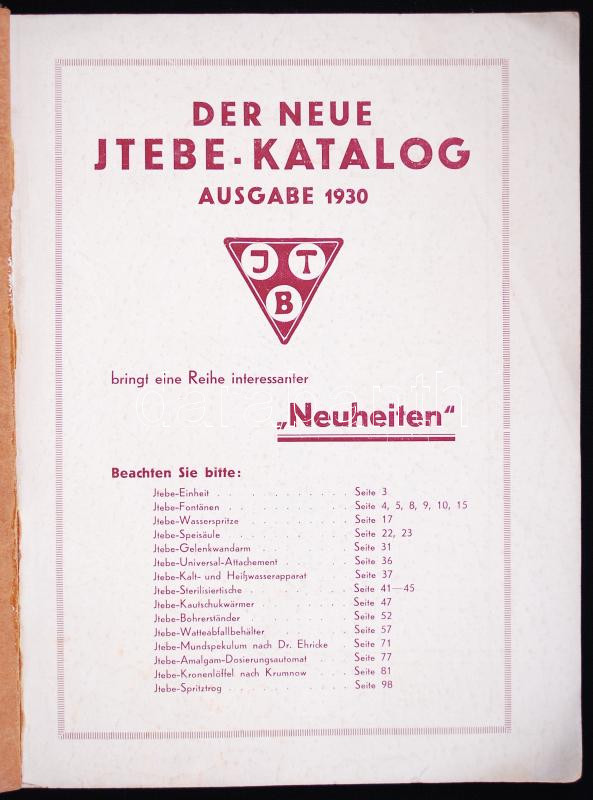 DER NEUE
JTEBE-KATALOG
AUSGABE 1930
J T
B
bringt eine Reihe interessanter
„Neuheiten“
Beachten Sie bitte:
Jtebe-Einheit . . . . . . . . . . . Seite 3
Jtebe-Fontänen . . . . . . . . . . Seite 4, 5, 8, 9, 10, 15
Jtebe-Wasserspritze . . . . . . . . Seite 17
Jtebe-Speisäule . . . . . . . . . . Seite 22, 23
Jtebe-Gelenkwandarm . . . . . . . Seite 31
Jtebe-Universal-Attachement . . . . . Seite 36
Jtebe-Kalt- und Heißwasserapparat Seite 37
Jtebe-Sterilisiertische . . . . . . . . Seite 41—45
Jtebe-Kautschukwärmer . . . . . . . Seite 47
Jtebe-Bohrerständer . . . . . . . . Seite 52
Jtebe-Watteabfallbehälter . . . . . . Seite 57
Jtebe-Mundspekulum nach Dr. Ehricke Seite 71
Jtebe-Amalgam-Dosierungsautomat . . Seite 77
Jtebe-Kronenlöffel nach Krumnow . . . Seite 81
Jtebe-Spritztrog . . . . . . . . . . Seite 98